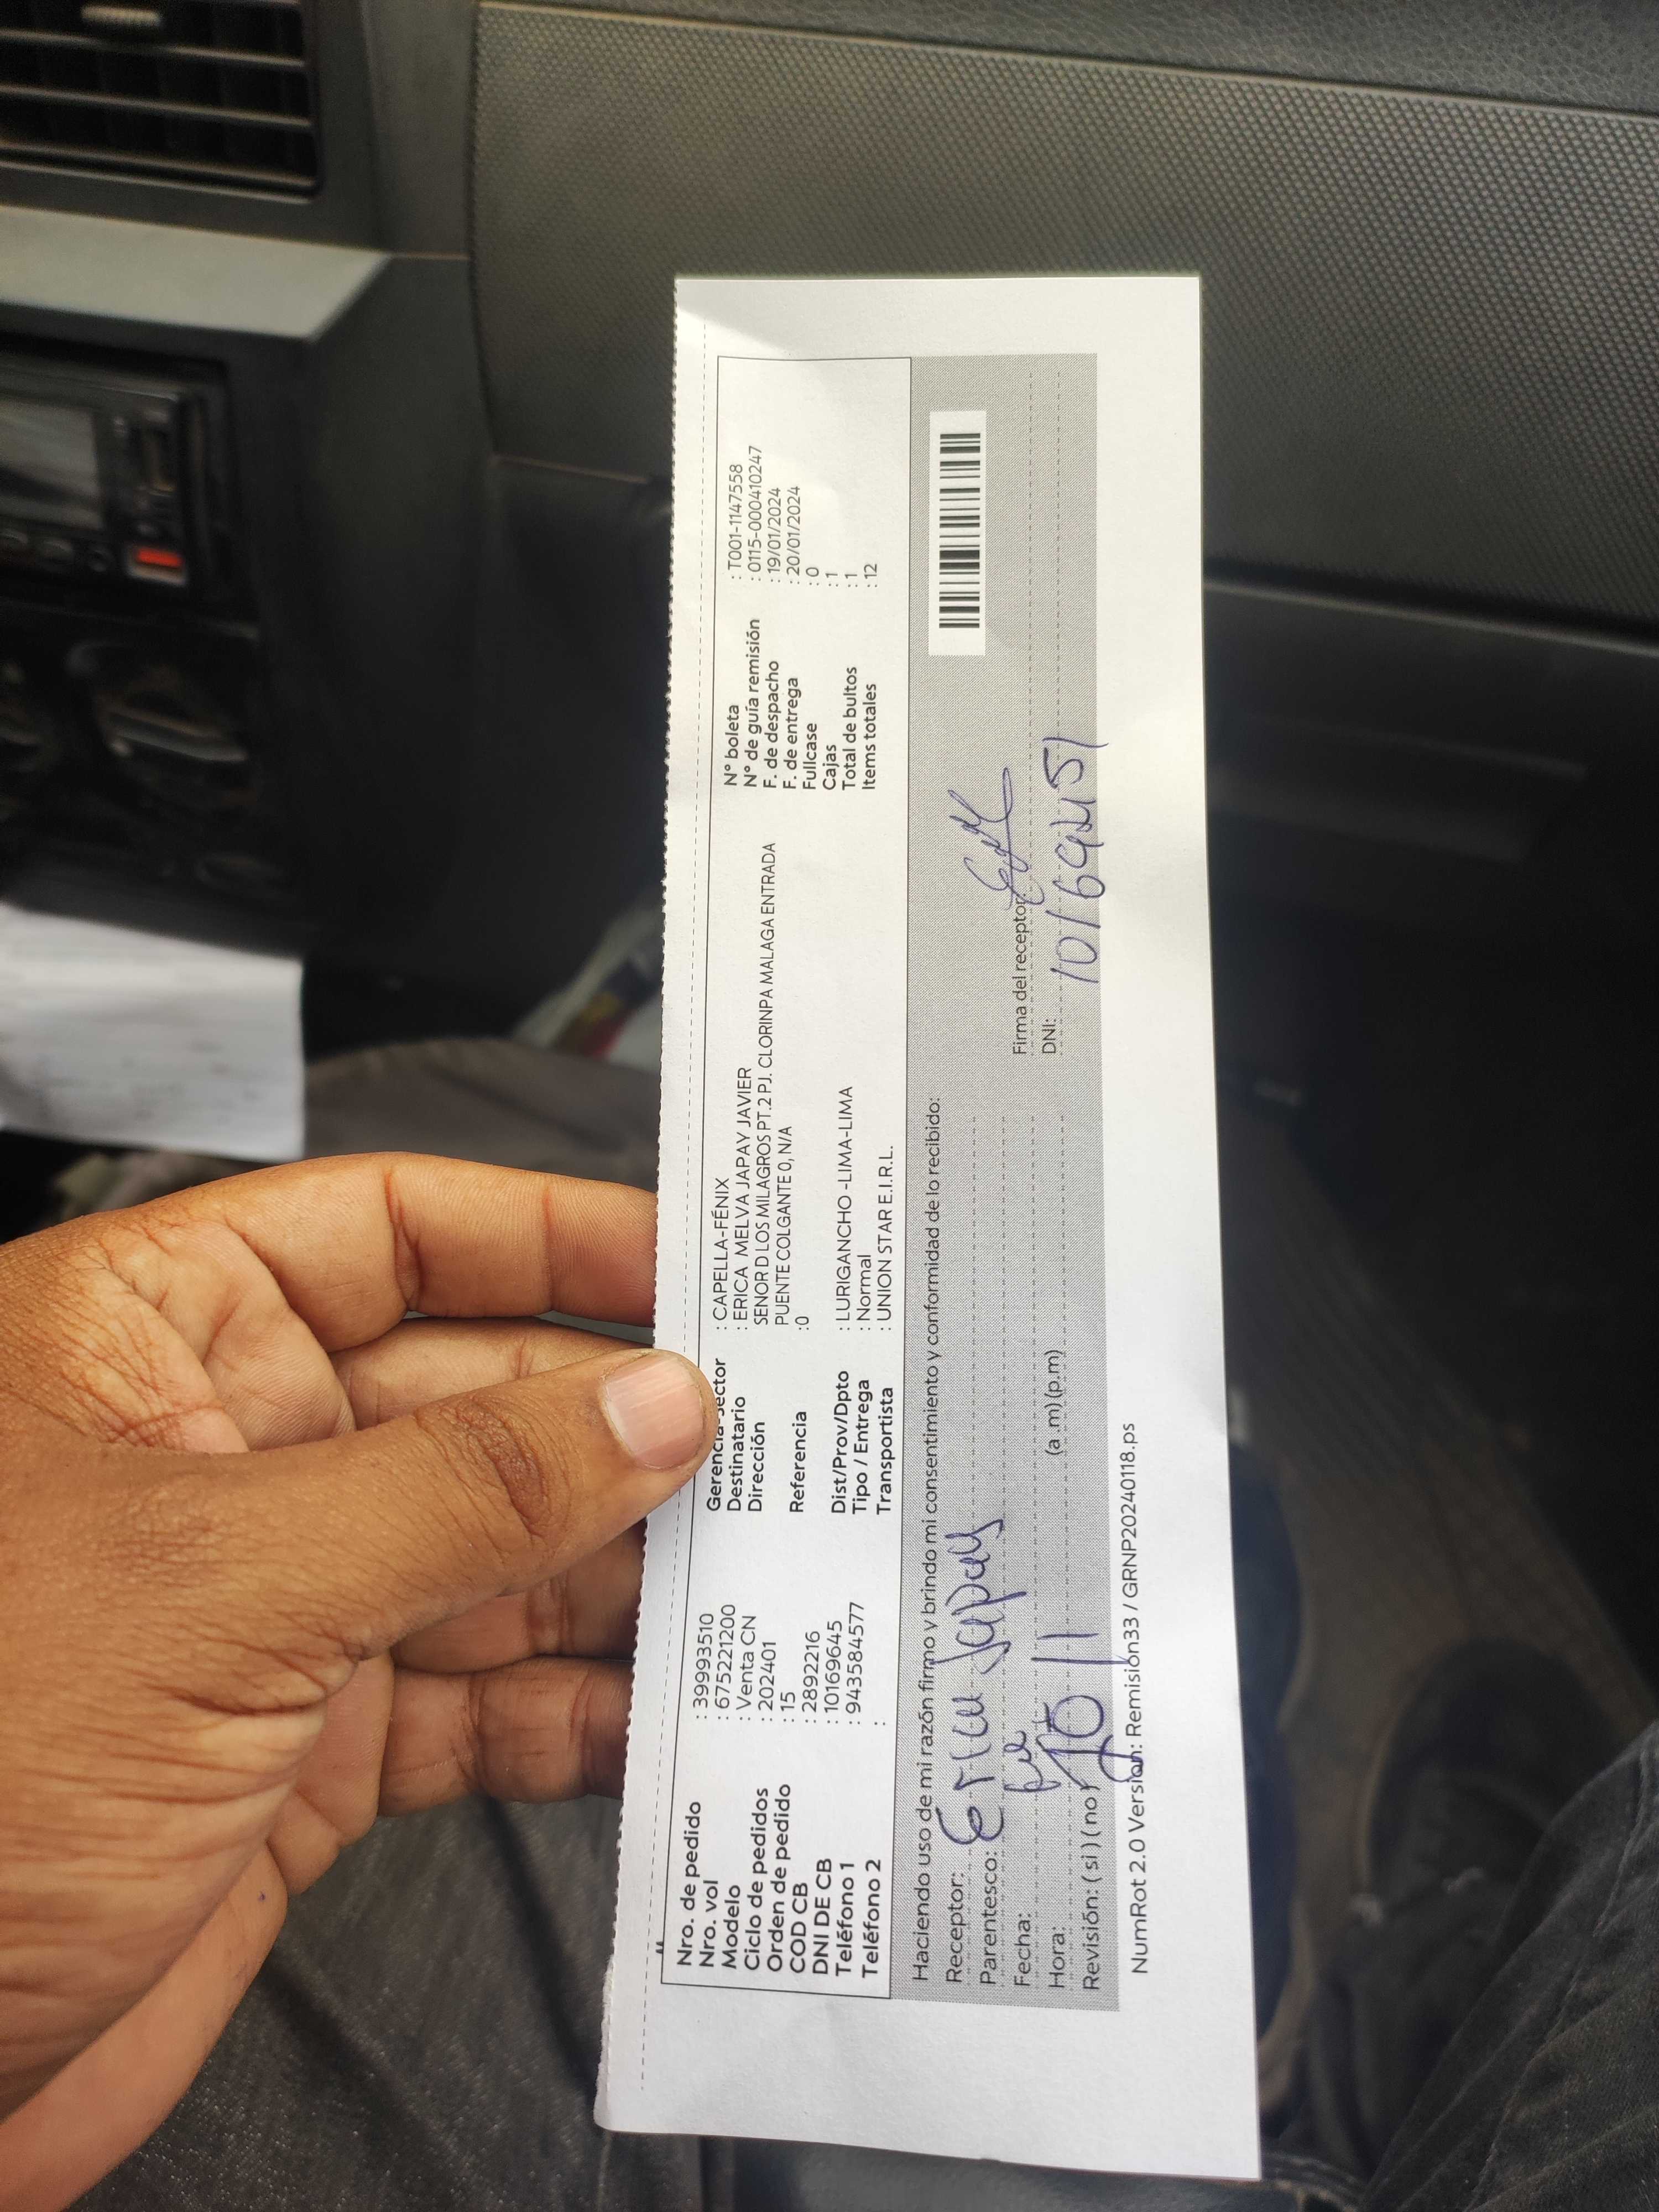 Nro. de pedido : 39993510
Nro. vol : 675221200
Modelo : Venta CN
Ciclo de pedidos : 202401
Orden de pedido : 15
COD CB : 2892216
DNI DE CB : 10169645
Teléfono 1 : 943584577
Teléfono 2 :
Gerencia-Sector : CAPELLA-FÉNIX
Destinatario : ERICA MELVA JAPAY JAVIER
Dirección SENOR D LOS MILAGROS PT.2 PJ. CLORINPA MALAGA ENTRADA
PUENTE COLGANTE 0, N/A
Referencia :0
Dist/Prov/Dpto : LURIGANCHO -LIMA-LIMA
Tipo / Entrega : Normal
Transportista : UNION STAR E.I.R.L.
N° boleta : T001-1147558
N° de guía remisión : 0115-000410247
F. de despacho : 19/01/2024
F. de entrega : 20/01/2024
Fullcase : 0
Cajas : 1
Total de bultos : 1
Items totales : 12
Haciendo uso de mi razón firmo y brindo mi consentimiento y conformidad de lo recibido:
Receptor: Erica Japay
Parentesco:
Fecha:
Hora: (a .m) (p.m)
Revisión: ( si ) ( no )
Firma del receptor:
DNI:
NumRot 2.0 Version: Remisión33 / GRNP20240118.ps